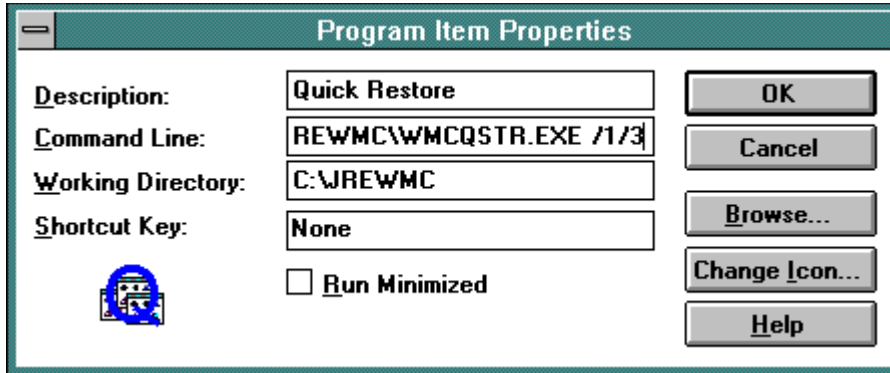 Program Item Properties
Description: Quick Restore
Command Line: REWMC\WMCQSTR.EXE /1/3
Working Directory: C:\JREWMC
Shortcut Key: None
Run Minimized
OK
Cancel
Browse...
Change Icon...
Help